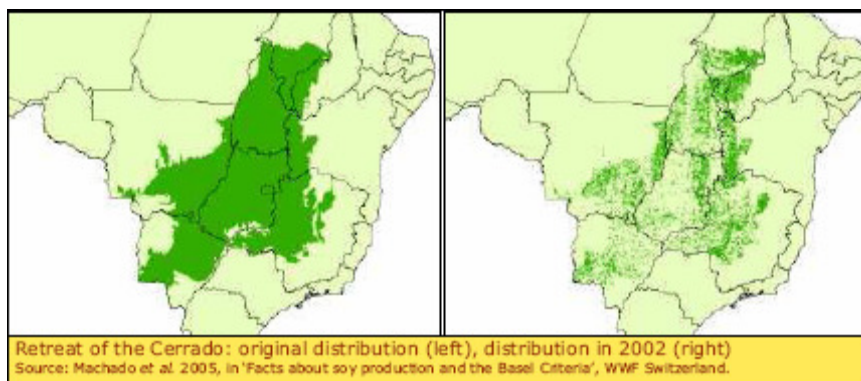 Retreat of the Cerrado: original distribution (left), distribution in 2002 (right)
Source: Machado et al. 2005, in 'Facts about soy production and the Basel Criteria', WWF Switzerland.